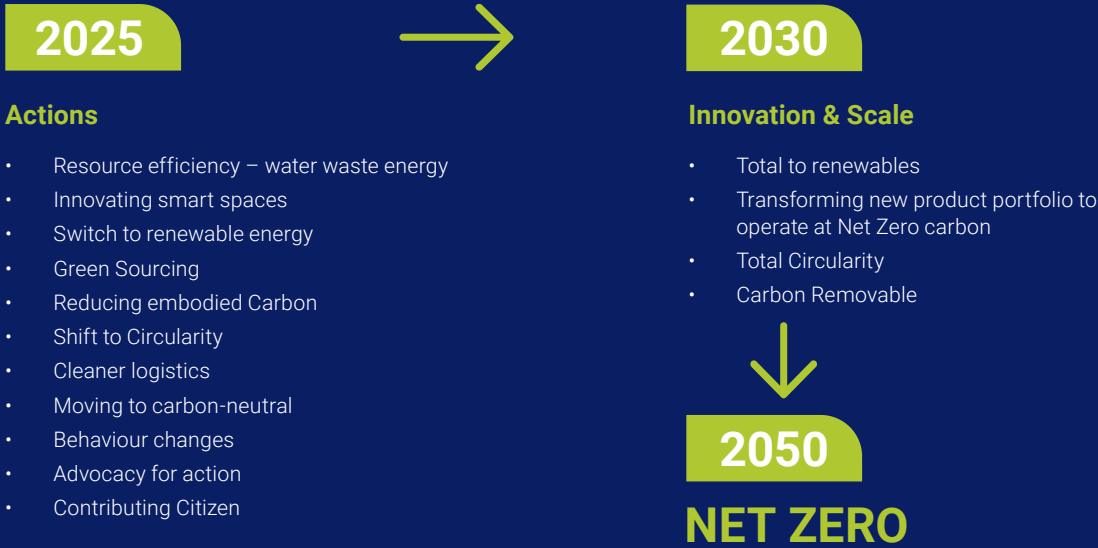 2025
Actions
• Resource efficiency – water waste energy
• Innovating smart spaces
• Switch to renewable energy
• Green Sourcing
• Reducing embodied Carbon
• Shift to Circularity
• Cleaner logistics
• Moving to carbon-neutral
• Behaviour changes
• Advocacy for action
• Contributing Citizen
2030
Innovation & Scale
• Total to renewables
• Transforming new product portfolio to
operate at Net Zero carbon
• Total Circularity
• Carbon Removable
2050
NET ZERO